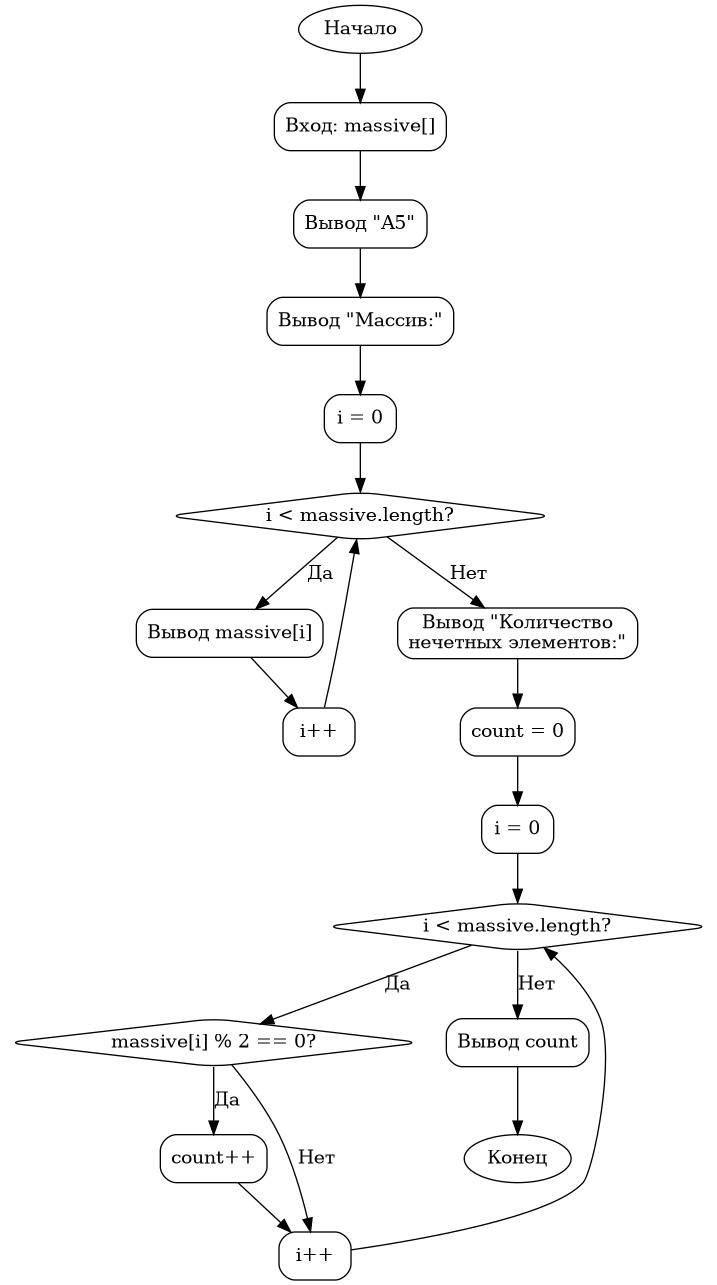 Начало
Вход: massive[]
Вывод "А5"
Вывод "Массив:"
i = 0
i < massive.length?
Да
Нет
Вывод massive[i]
Вывод "Количество
нечетных элементов:"
i++
count = 0
i = 0
i < massive.length?
Да
Нет
massive[i] % 2 == 0?
Вывод count
Да
count++
Нет
Конец
i++